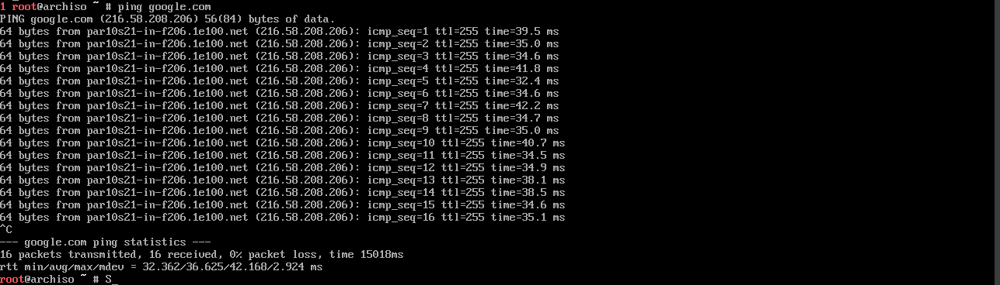 1 root@archiso ~ # ping google.com
PING google.com (216.58.208.206) 56(84) bytes of data.
64 bytes from par10s21-in-f206.1e100.net (216.58.208.206): icmp_seq=1 ttl=255 time=39.5 ms
64 bytes from par10s21-in-f206.1e100.net (216.58.208.206): icmp_seq=2 ttl=255 time=35.0 ms
64 bytes from par10s21-in-f206.1e100.net (216.58.208.206): icmp_seq=3 ttl=255 time=34.6 ms
64 bytes from par10s21-in-f206.1e100.net (216.58.208.206): icmp_seq=4 ttl=255 time=41.8 ms
64 bytes from par10s21-in-f206.1e100.net (216.58.208.206): icmp_seq=5 ttl=255 time=32.4 ms
64 bytes from par10s21-in-f206.1e100.net (216.58.208.206): icmp_seq=6 ttl=255 time=34.6 ms
64 bytes from par10s21-in-f206.1e100.net (216.58.208.206): icmp_seq=7 ttl=255 time=42.2 ms
64 bytes from par10s21-in-f206.1e100.net (216.58.208.206): icmp_seq=8 ttl=255 time=34.7 ms
64 bytes from par10s21-in-f206.1e100.net (216.58.208.206): icmp_seq=9 ttl=255 time=35.0 ms
64 bytes from par10s21-in-f206.1e100.net (216.58.208.206): icmp_seq=10 ttl=255 time=40.7 ms
64 bytes from par10s21-in-f206.1e100.net (216.58.208.206): icmp_seq=11 ttl=255 time=34.5 ms
64 bytes from par10s21-in-f206.1e100.net (216.58.208.206): icmp_seq=12 ttl=255 time=34.9 ms
64 bytes from par10s21-in-f206.1e100.net (216.58.208.206): icmp_seq=13 ttl=255 time=38.1 ms
64 bytes from par10s21-in-f206.1e100.net (216.58.208.206): icmp_seq=14 ttl=255 time=38.5 ms
64 bytes from par10s21-in-f206.1e100.net (216.58.208.206): icmp_seq=15 ttl=255 time=34.6 ms
64 bytes from par10s21-in-f206.1e100.net (216.58.208.206): icmp_seq=16 ttl=255 time=35.1 ms
^C
--- google.com ping statistics ---
16 packets transmitted, 16 received, 0% packet loss, time 15018ms
rtt min/avg/max/mdev = 32.362/36.625/42.168/2.924 ms
root@archiso ~ # S_